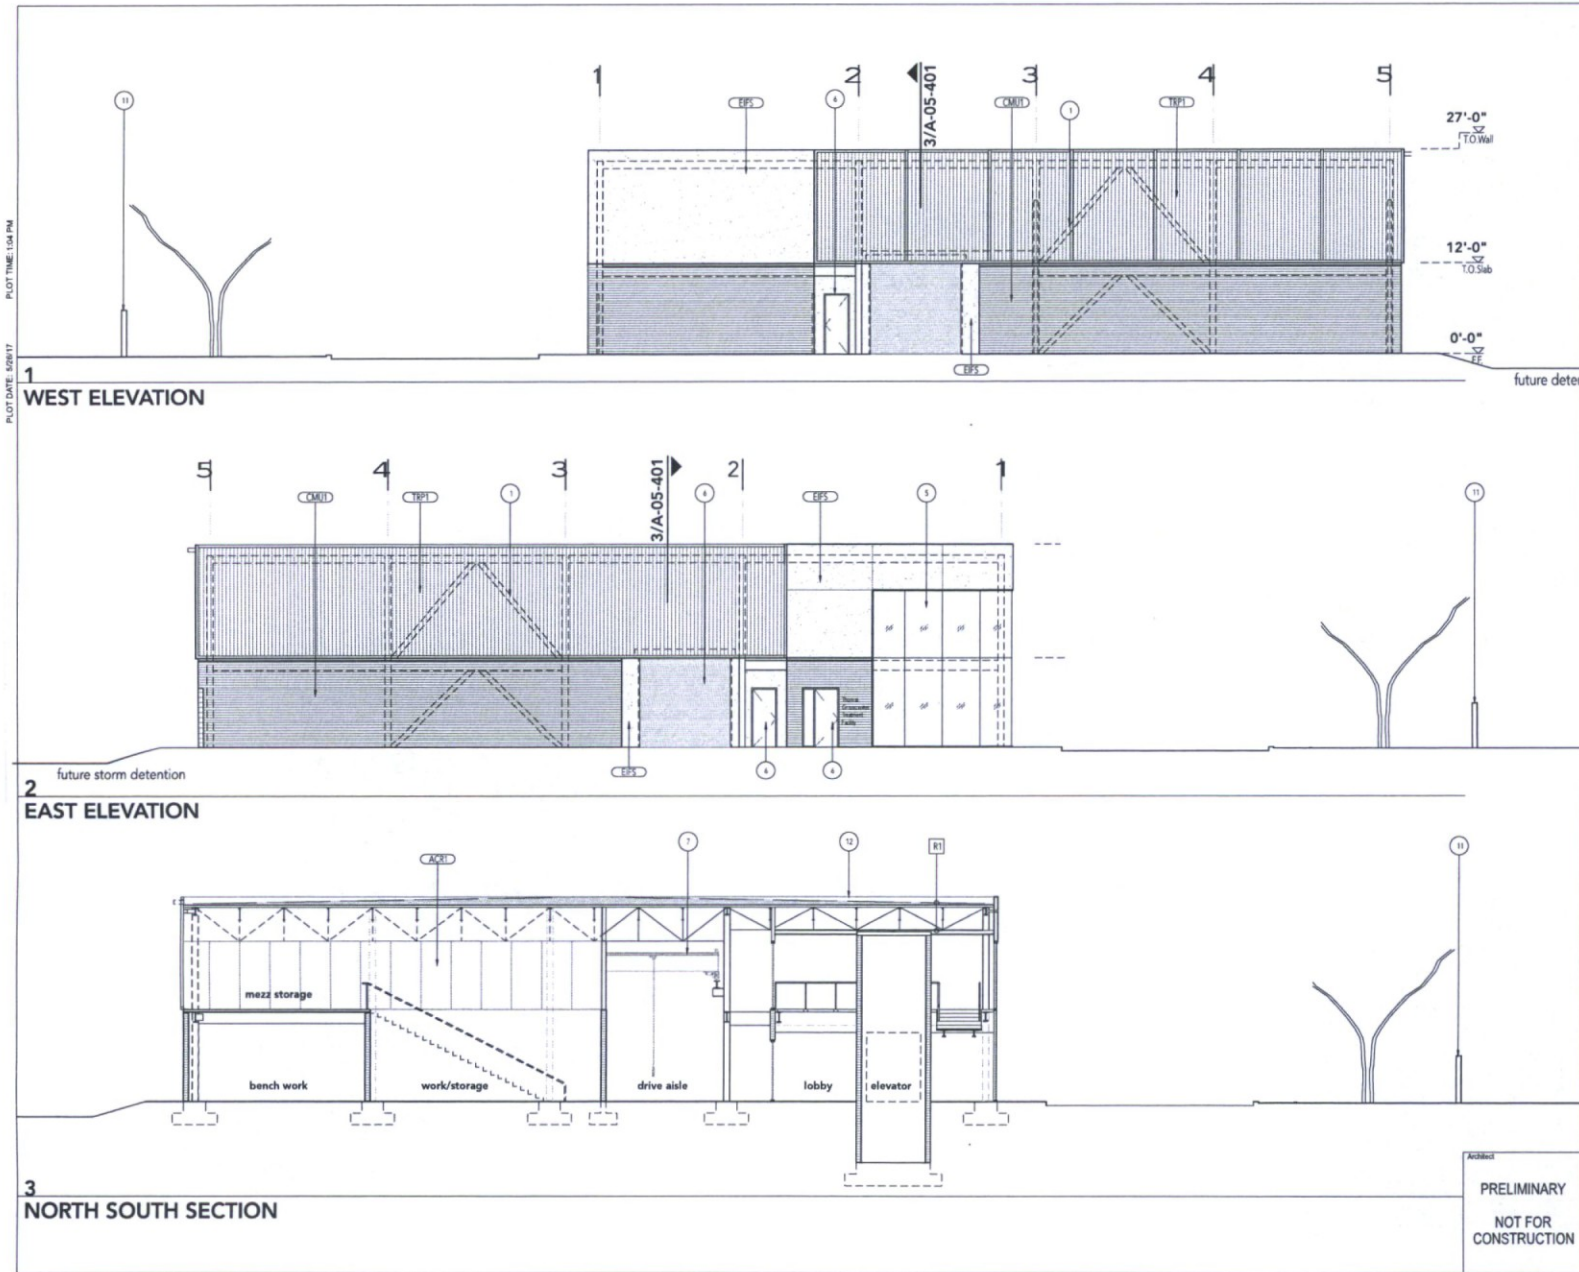 PLOT DATE: 5/26/17 PLOT TIME: 1:04 PM
1 2 3/A-05-401 3 4 5
11 EIFS 6 CMU1 1 TRP1
27'-0"
T.O.Wall
12'-0"
T.O.Slab
0'-0"
F.F.
EIFS
future deten
1
WEST ELEVATION
5 4 3 3/A-05-401 2 1
CMU1 TRP1 1 6 EIFS 5 11
EIFS 6 6
future storm detention
2
EAST ELEVATION
ACR1 7 12 R1 11
mezz storage
bench work work/storage drive aisle lobby elevator
3
NORTH SOUTH SECTION
Architect
PRELIMINARY
NOT FOR
CONSTRUCTION